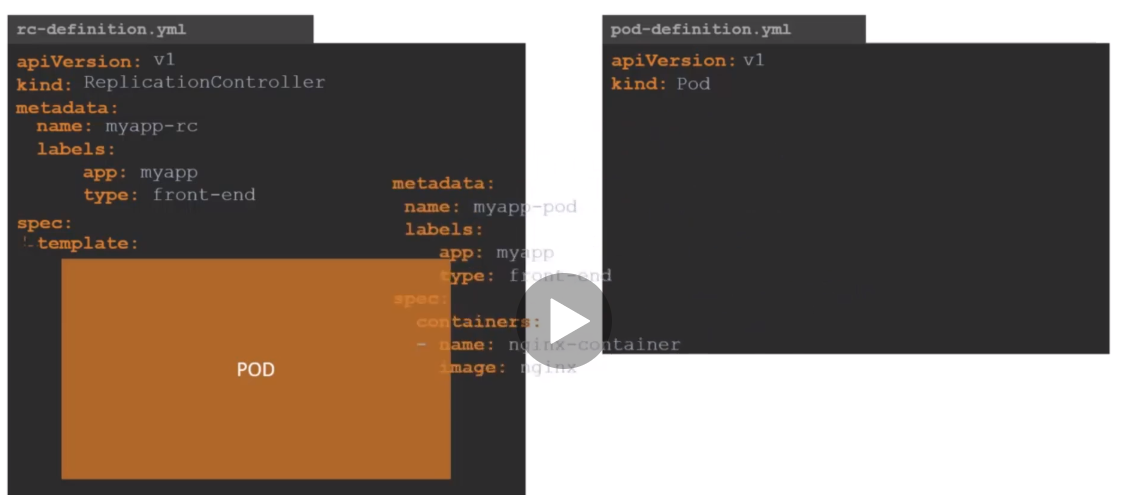 rc-definition.yml
apiVersion: v1
kind: ReplicationController
metadata:
name: myapp-rc
labels:
app: myapp
type: front-end
spec:
template:
POD
metadata:
name: myapp-pod
labels:
app: myapp
type: front-end
spec:
containers:
- name: nginx-container
image: nginx
pod-definition.yml
apiVersion: v1
kind: Pod